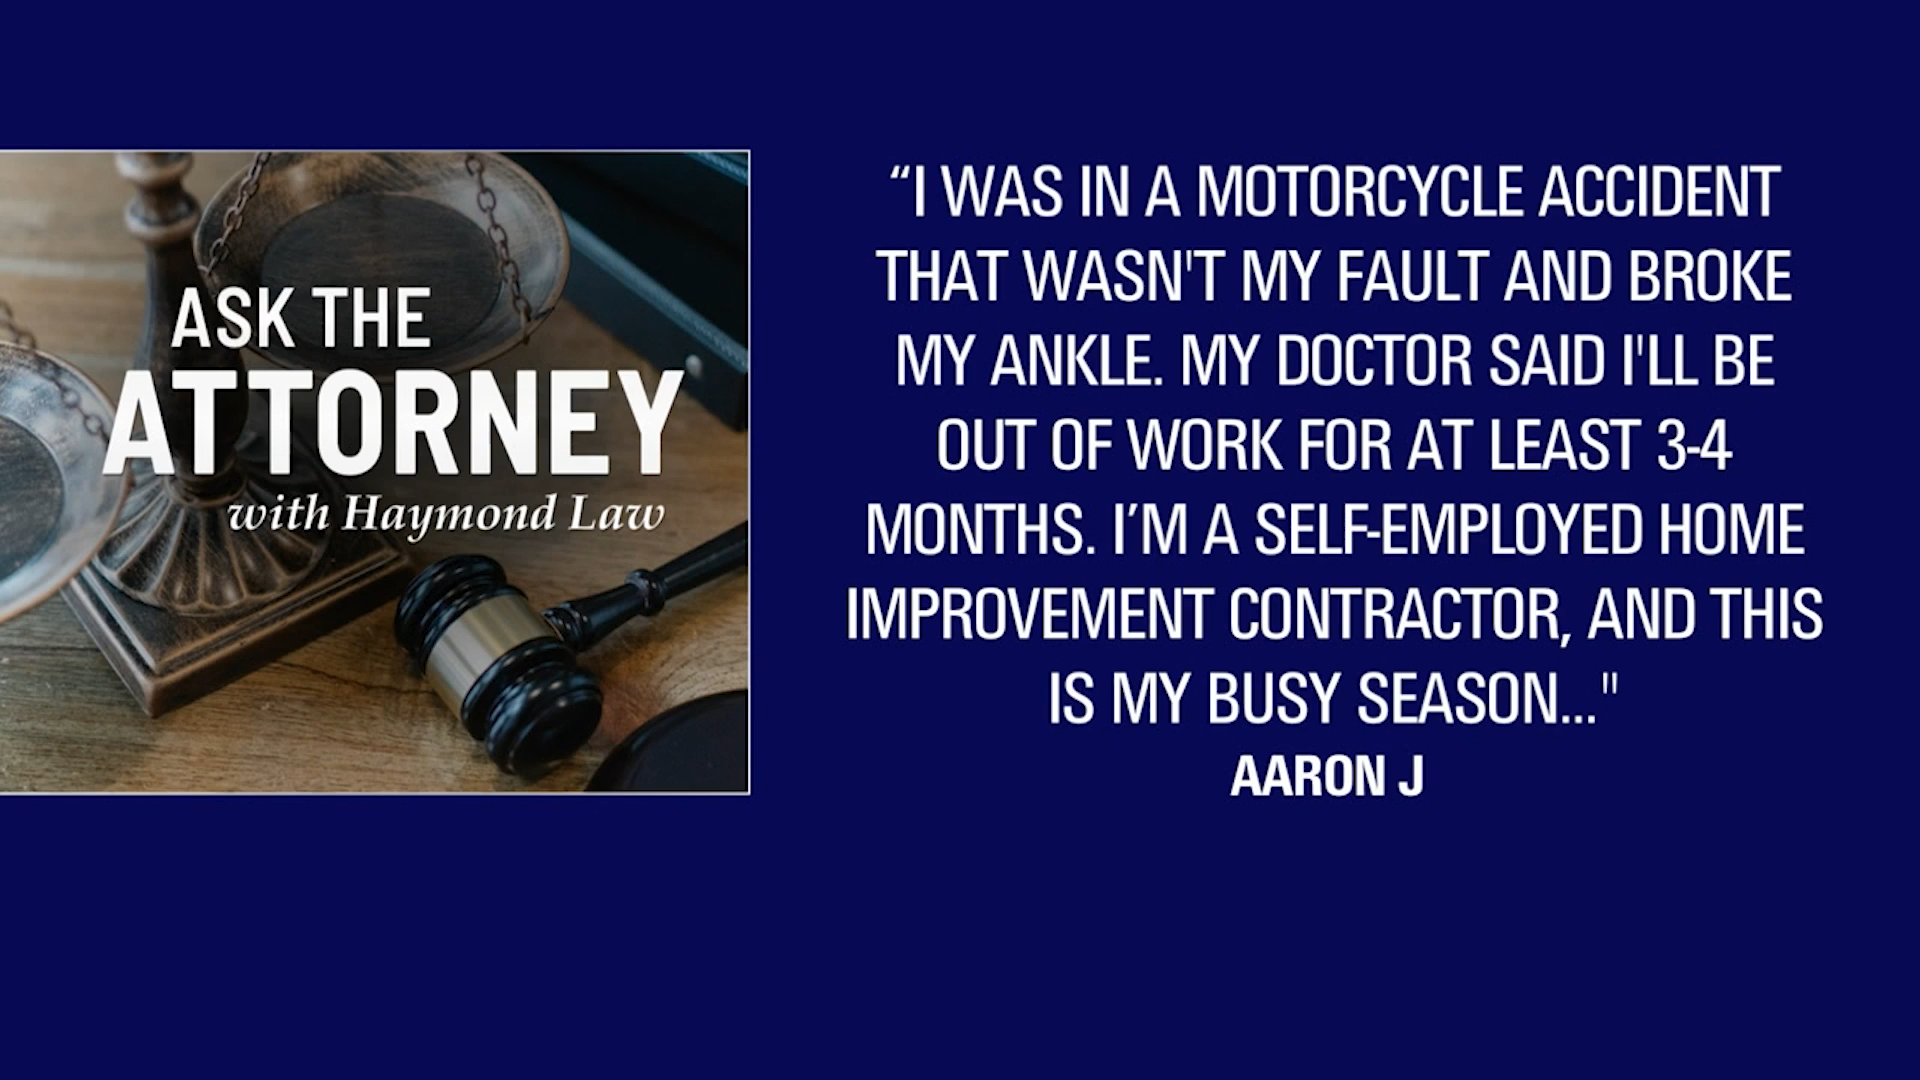 ASK THE
ATTORNEY
with Haymond Law
“I WAS IN A MOTORCYCLE ACCIDENT
THAT WASN'T MY FAULT AND BROKE
MY ANKLE. MY DOCTOR SAID I'LL BE
OUT OF WORK FOR AT LEAST 3-4
MONTHS. I’M A SELF-EMPLOYED HOME
IMPROVEMENT CONTRACTOR, AND THIS
IS MY BUSY SEASON..."
AARON J